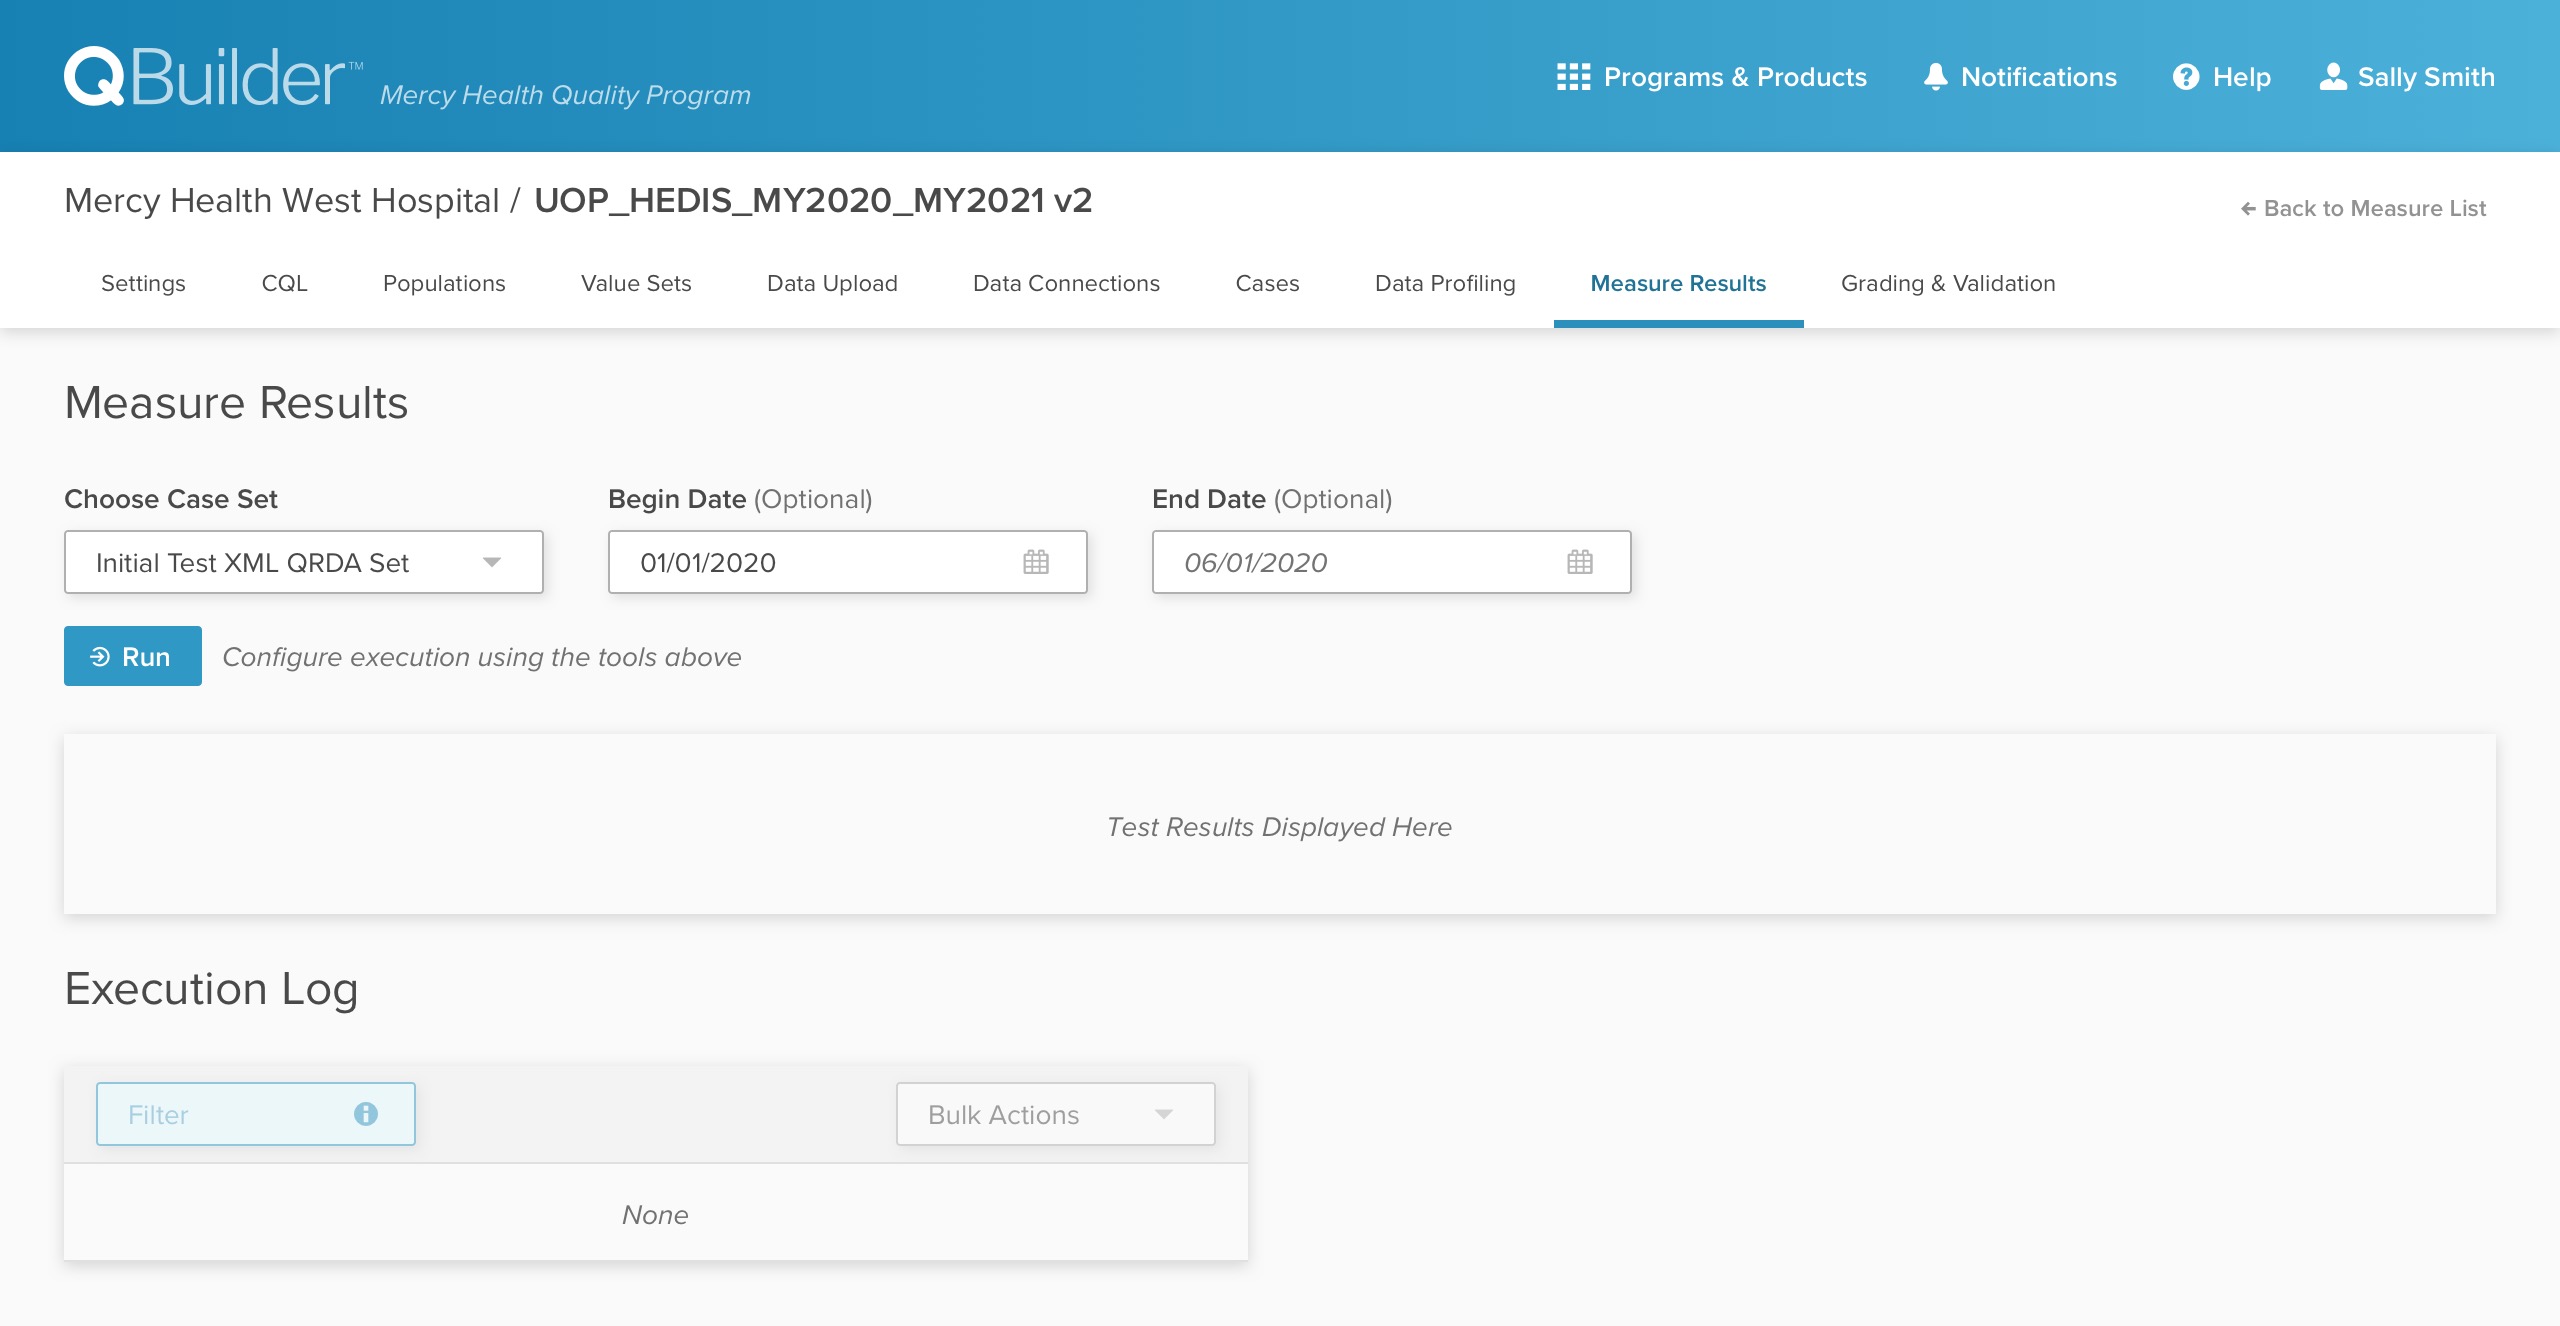 QBuilder™ Mercy Health Quality Program
Programs & Products
Notifications
Help
Sally Smith
Mercy Health West Hospital / UOP_HEDIS_MY2020_MY2021 v2
Back to Measure List
Settings
CQL
Populations
Value Sets
Data Upload
Data Connections
Cases
Data Profiling
Measure Results
Grading & Validation
Measure Results
Choose Case Set
Begin Date (Optional)
End Date (Optional)
Initial Test XML QRDA Set
01/01/2020
06/01/2020
Run
Configure execution using the tools above
Test Results Displayed Here
Execution Log
Filter
Bulk Actions
None